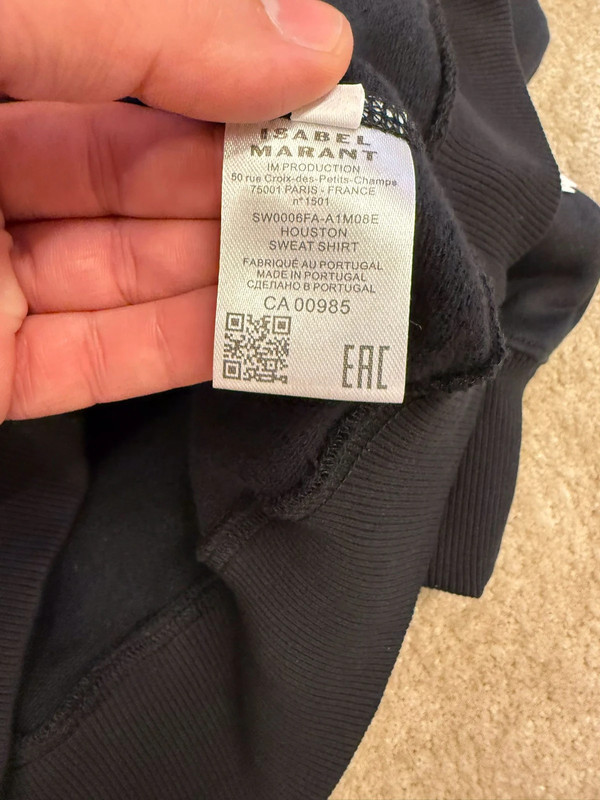 ISABEL
MARANT
IM PRODUCTION
50 rue Croix-des-Petits-Champs
75001 PARIS - FRANCE
n°1501
SW0006FA-A1M08E
HOUSTON
SWEAT SHIRT
FABRIQUÉ AU PORTUGAL
MADE IN PORTUGAL
СДЕЛАНО В PORTUGAL
CA 00985
EAC